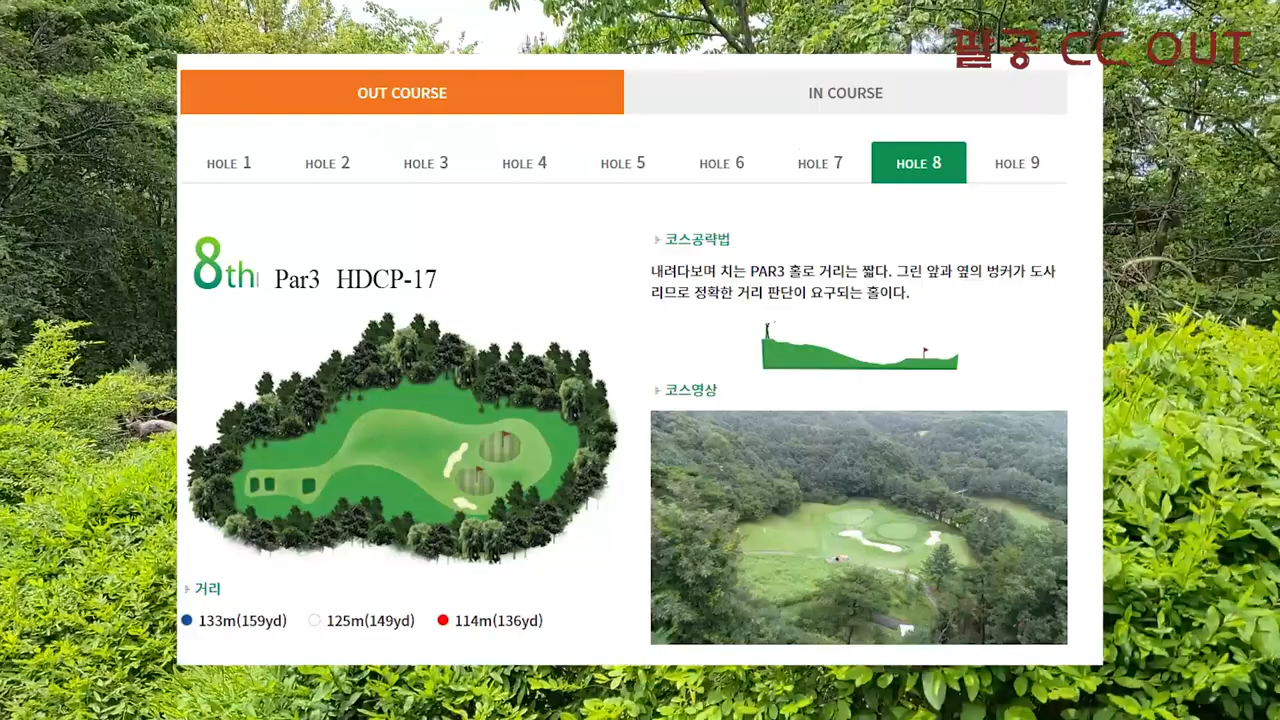 팔공 CC OUT
OUT COURSE
IN COURSE
HOLE 1
HOLE 2
HOLE 3
HOLE 4
HOLE 5
HOLE 6
HOLE 7
HOLE 8
HOLE 9
8th Par3 HDCP-17
거리
133m(159yd) 125m(149yd) 114m(136yd)
코스공략법
내려다보며 치는 PAR3 홀로 거리는 짧다. 그린 앞과 옆의 벙커가 도사
리므로 정확한 거리 판단이 요구되는 홀이다.
코스영상